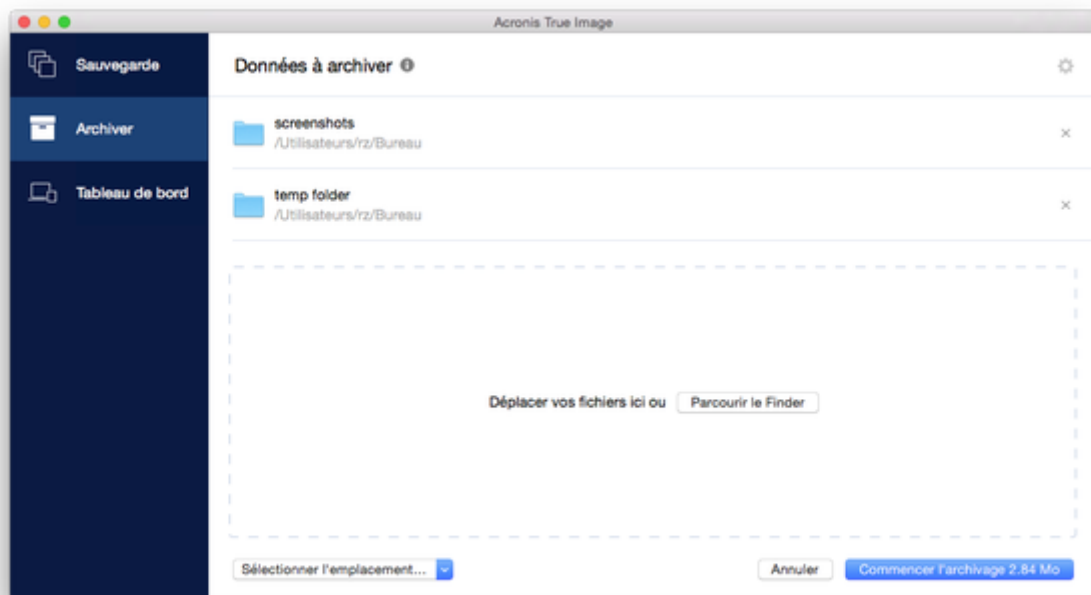 Acronis True Image
Sauvegarde
Archiver
Tableau de bord
Données à archiver
screenshots
/Utilisateurs/rz/Bureau
temp folder
/Utilisateurs/rz/Bureau
Déplacer vos fichiers ici ou Parcourir le Finder
Sélectionner l'emplacement... Annuler Commencer l'archivage 2.84 Mo